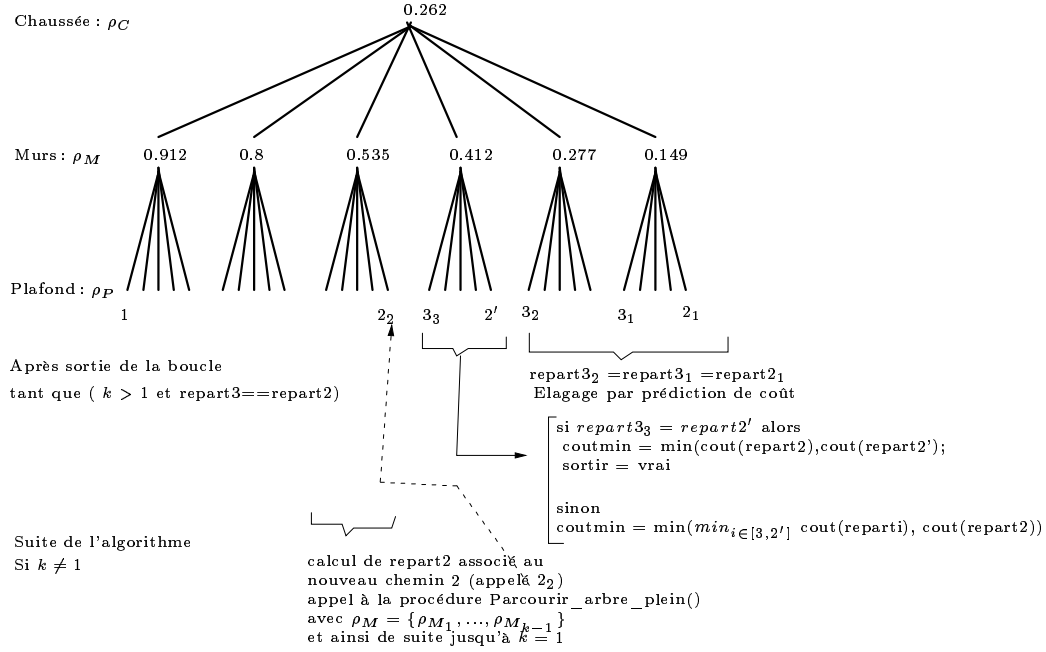 0.262
Chaussée : ρ_C
Murs : ρ_M 0.912 0.8 0.535 0.412 0.277 0.149
Plafond : ρ_P
1 2_2 3_3 2' 3_2 3_1 2_1
Après sortie de la boucle
tant que ( k > 1 et repart3==repart2)
repart3_2 =repart3_1 =repart2_1
Elagage par prédiction de coût
si repart3_3 = repart2' alors
coutmin = min(cout(repart2),cout(repart2');
sortir = vrai
sinon
coutmin = min(min_{i∈[3,2']} cout(reparti), cout(repart2))
Suite de l'algorithme
Si k ≠ 1
calcul de repart2 associé au
nouveau chemin 2 (appelé 2_2)
appel à la procédure Parcourir_arbre_plein()
avec ρ_M = {ρ_{M_1}, ..., ρ_{M_{k−1}}}
et ainsi de suite jusqu'à k = 1